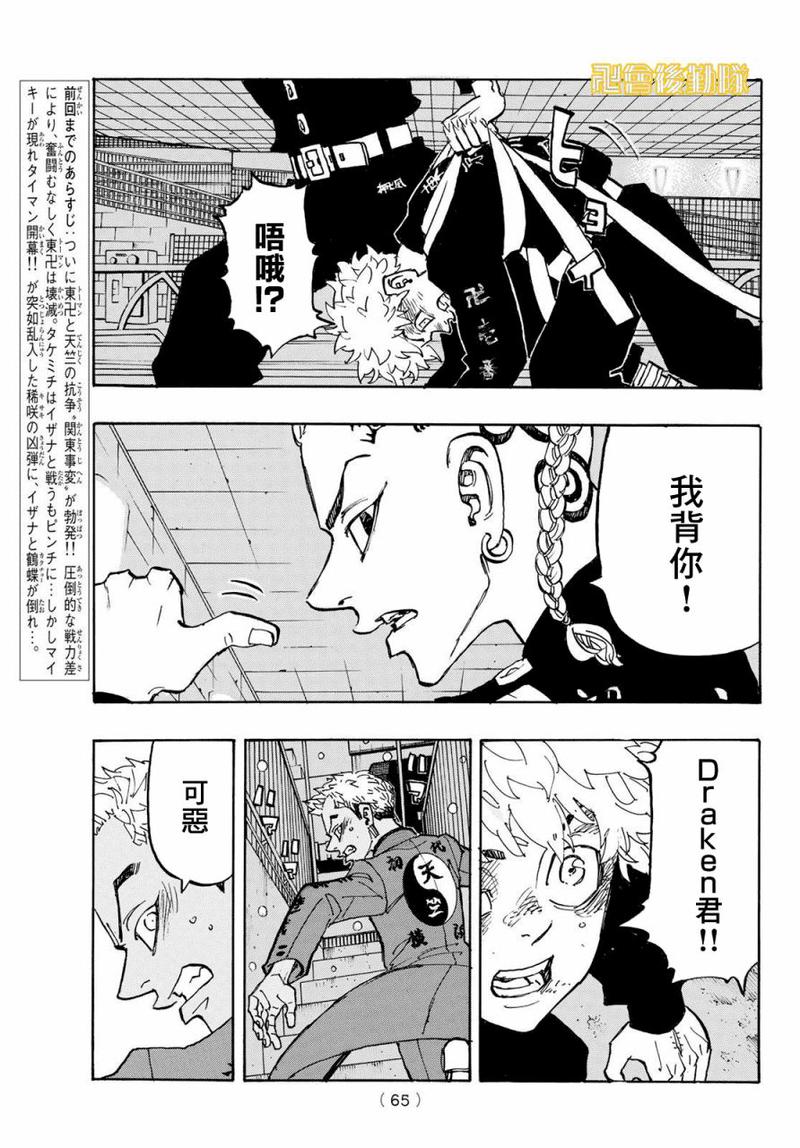 卍會後勤隊
唔哦!?
卍壱番
我背你！
Draken君!!
初代
天竺
可惡
前回までのあらすじ‥ついに東卍と天竺の抗争〝関東事変〟が勃発!! 圧倒的な戦力差
により、奮闘むなしく東卍は壊滅。タケミチはイザナと戦うもピンチに…しかしマイ
キーが現れタイマン開幕!! が突如乱入した稀咲の凶弾に、イザナと鶴蝶が倒れ…。
( 65 )